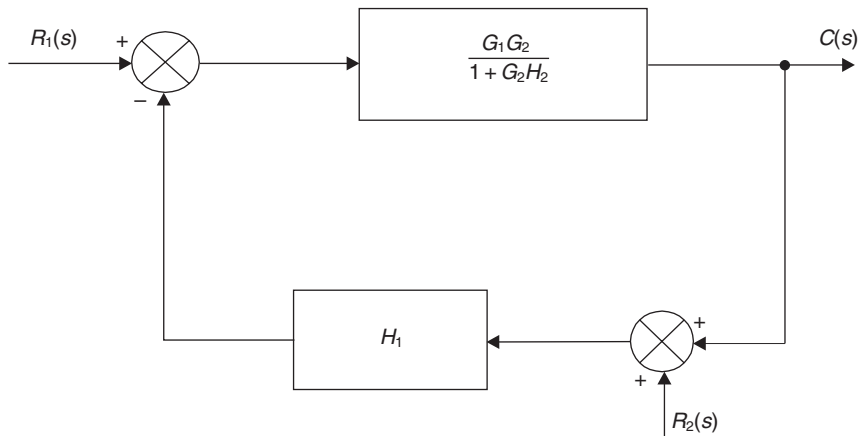 R₁(s)
+
−
G₁G₂
1 + G₂H₂
C(s)
H₁
+
+
R₂(s)